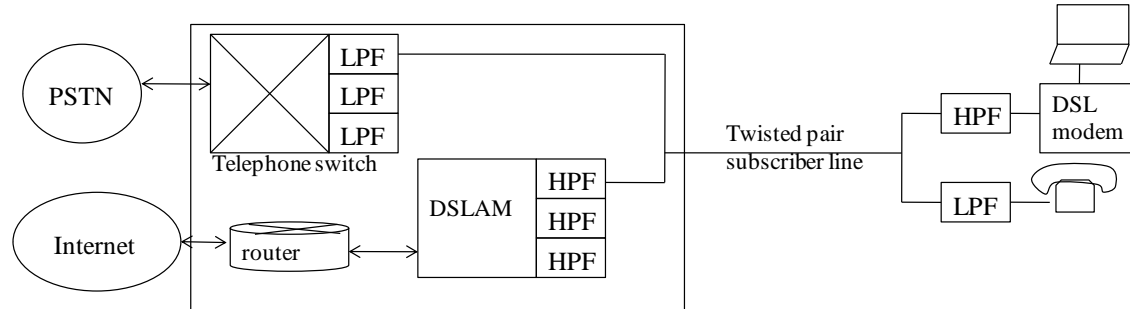 PSTN
LPF
LPF
LPF
Telephone switch
Internet
router
DSLAM
HPF
HPF
HPF
Twisted pair
subscriber line
HPF
LPF
DSL
modem